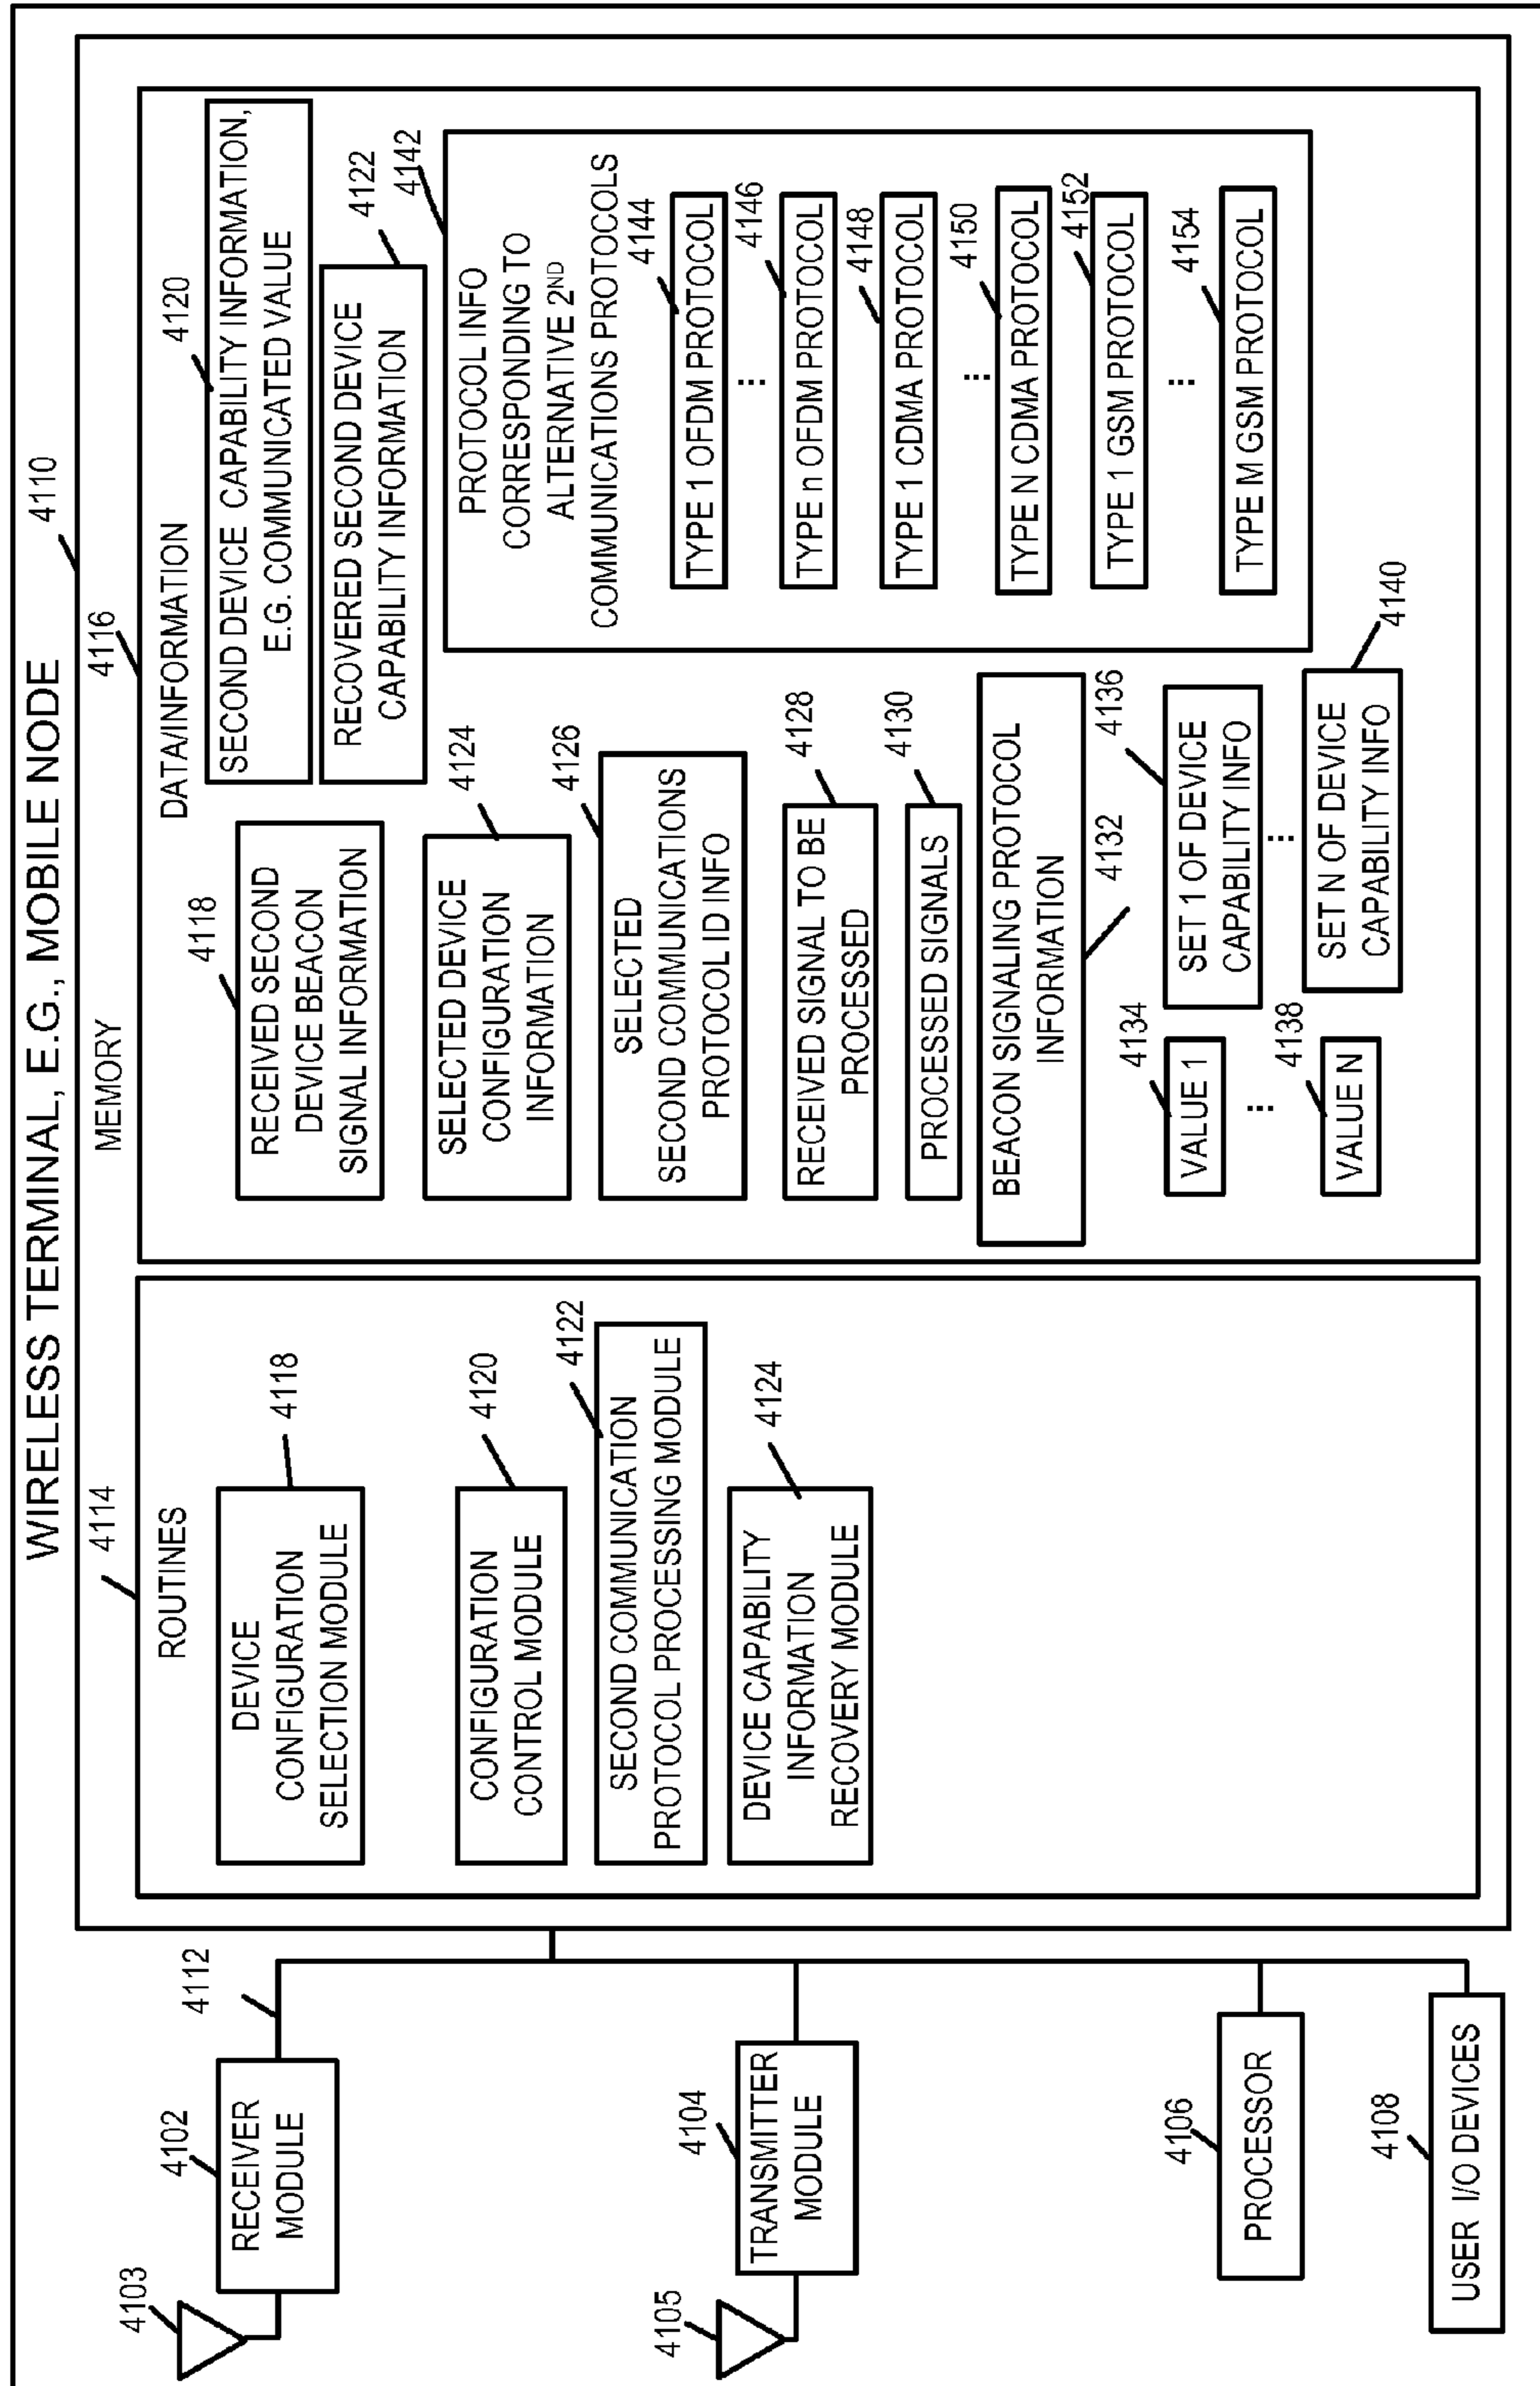 WIRELESS TERMINAL, E.G., MOBILE NODE
4110
MEMORY
4103
4102
RECEIVER
MODULE
4112
4105
4104
TRANSMITTER
MODULE
4106
PROCESSOR
4108
USER I/O DEVICES
4114
ROUTINES
DEVICE
CONFIGURATION
SELECTION MODULE
4118
CONFIGURATION
CONTROL MODULE
4120
4122
SECOND COMMUNICATION
PROTOCOL PROCESSING MODULE
DEVICE CAPABILITY
INFORMATION
RECOVERY MODULE
4124
4116
DATA/INFORMATION
4118
RECEIVED SECOND
DEVICE BEACON
SIGNAL INFORMATION
4124
SELECTED DEVICE
CONFIGURATION
INFORMATION
4126
SELECTED
SECOND COMMUNICATIONS
PROTOCOL ID INFO
4128
RECEIVED SIGNAL TO BE
PROCESSED
4130
PROCESSED SIGNALS
BEACON SIGNALING PROTOCOL
INFORMATION
4132
4134
VALUE 1
4136
SET 1 OF DEVICE
CAPABILITY INFO
...
...
4138
VALUE N
SET N OF DEVICE
CAPABILITY INFO
4140
4120
SECOND DEVICE CAPABILITY INFORMATION,
E.G. COMMUNICATED VALUE
4122
RECOVERED SECOND DEVICE
CAPABILITY INFORMATION
4142
PROTOCOL INFO
CORRESPONDING TO
ALTERNATIVE 2ND
COMMUNICATIONS PROTOCOLS
4144
TYPE 1 OFDM PROTOCOL
...
4146
TYPE n OFDM PROTOCOL
4148
TYPE 1 CDMA PROTOCOL
...
4150
TYPE N CDMA PROTOCOL
4152
TYPE 1 GSM PROTOCOL
...
4154
TYPE M GSM PROTOCOL